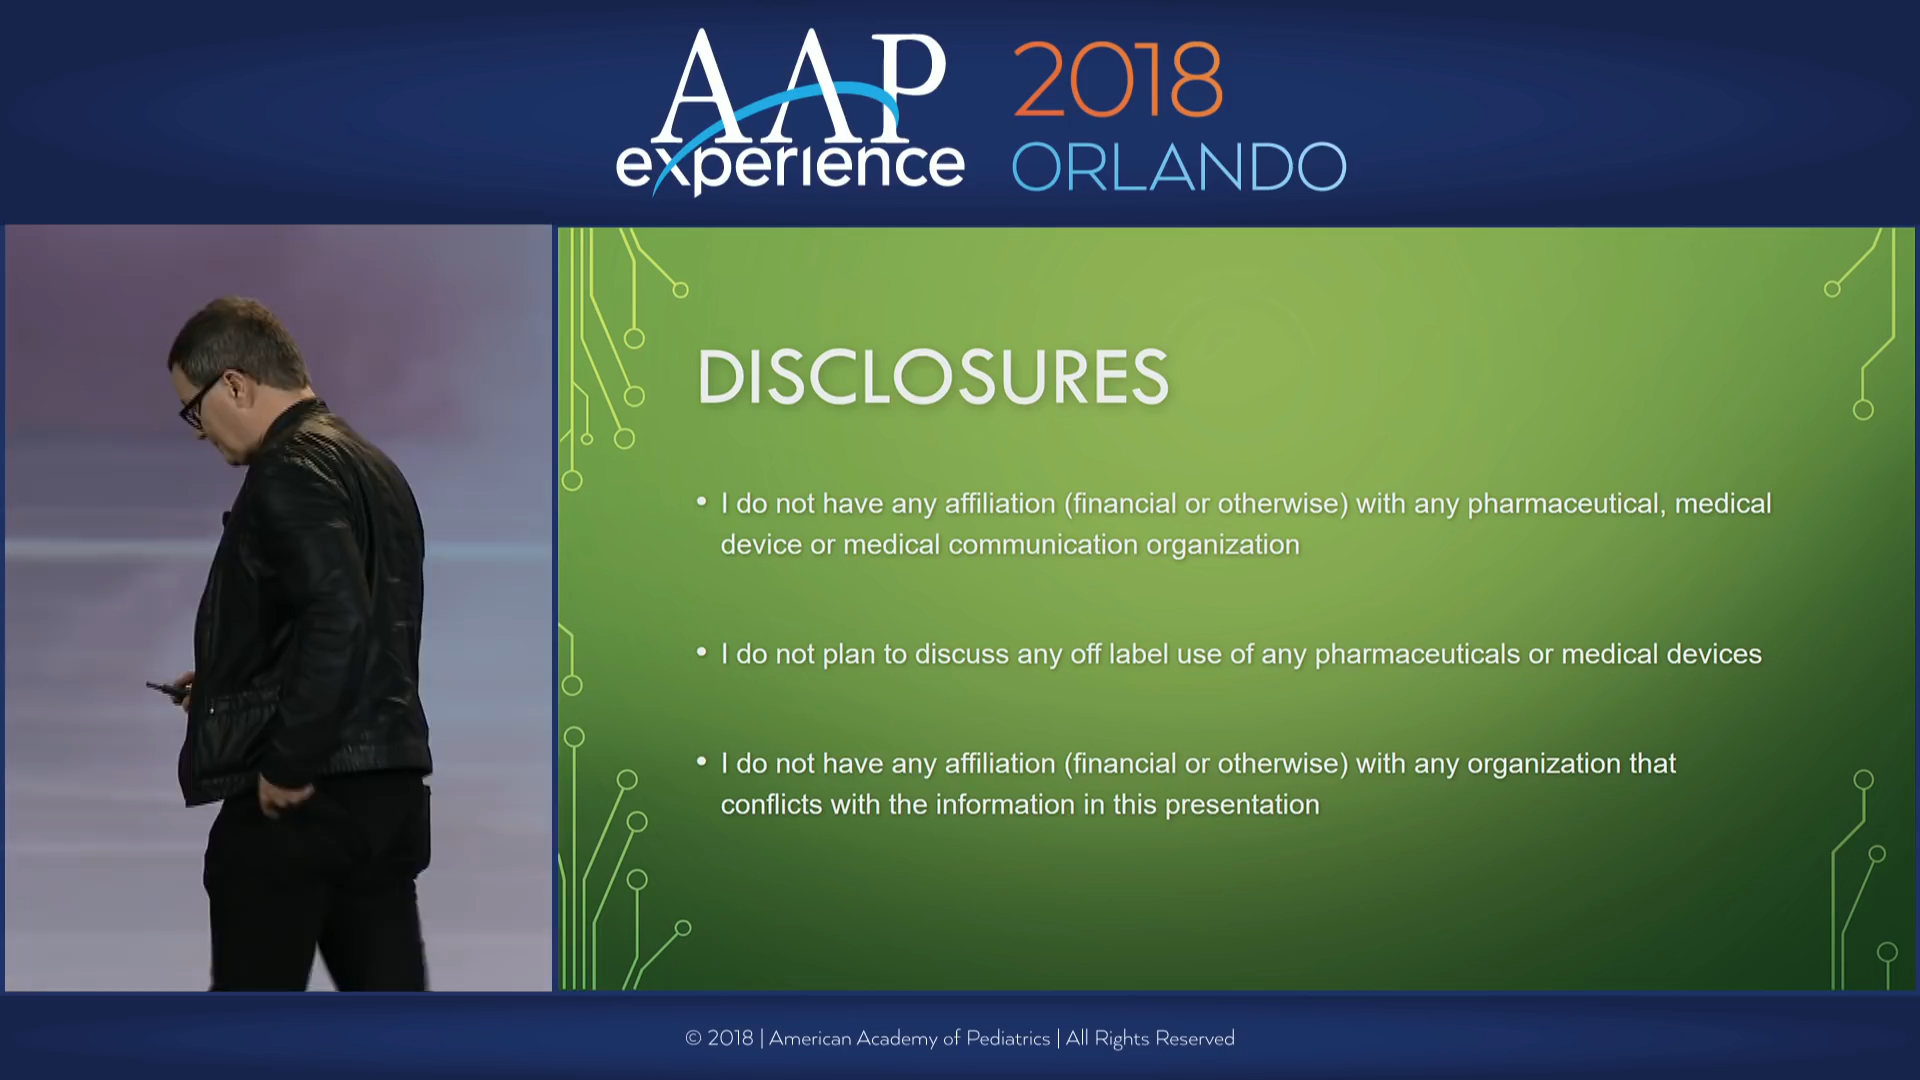 AAP 2018
experience ORLANDO
DISCLOSURES
• I do not have any affiliation (financial or otherwise) with any pharmaceutical, medical
device or medical communication organization
• I do not plan to discuss any off label use of any pharmaceuticals or medical devices
• I do not have any affiliation (financial or otherwise) with any organization that
conflicts with the information in this presentation
© 2018 | American Academy of Pediatrics | All Rights Reserved